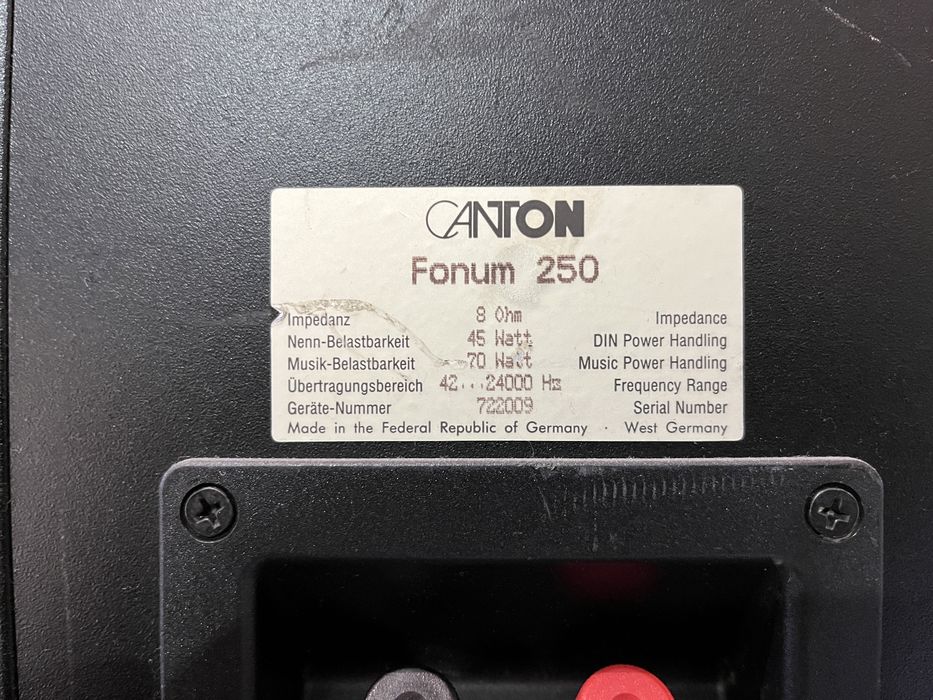 CANTON
Fonum 250
Impedanz 8 Ohm Impedance
Nenn-Belastbarkeit 45 Watt DIN Power Handling
Musik-Belastbarkeit 70 Watt Music Power Handling
Übertragungsbereich 42...24000 Hz Frequency Range
Geräte-Nummer 722009 Serial Number
Made in the Federal Republic of Germany · West Germany